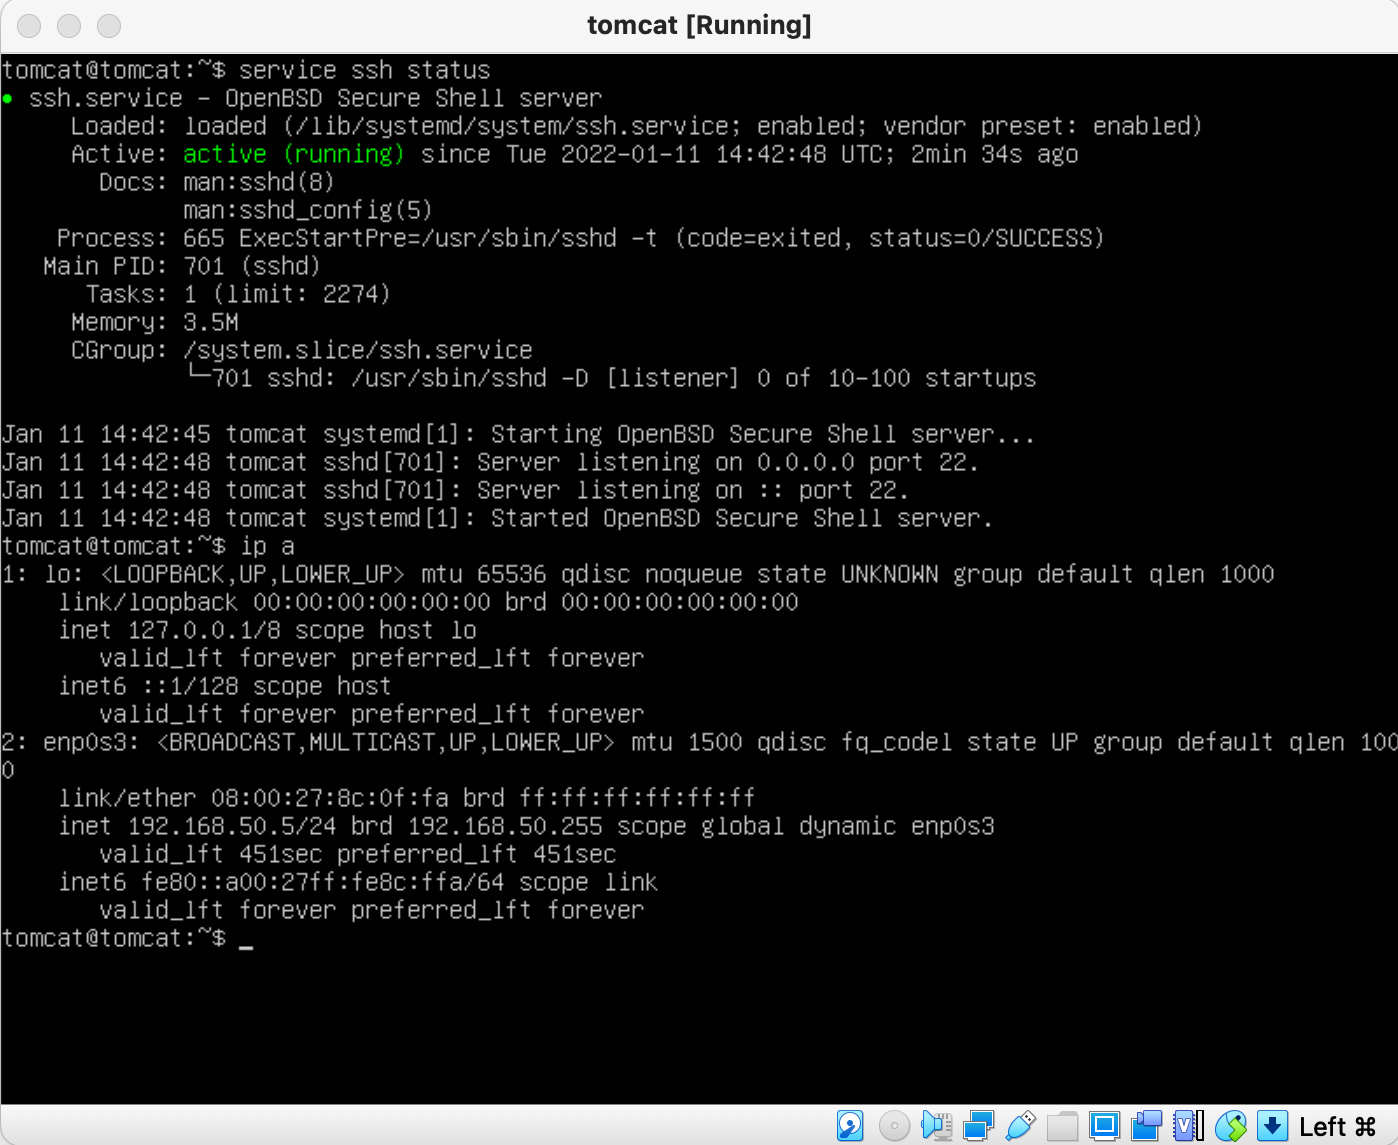 tomcat [Running]
tomcat@tomcat:~$ service ssh status
● ssh.service - OpenBSD Secure Shell server
     Loaded: loaded (/lib/systemd/system/ssh.service; enabled; vendor preset: enabled)
     Active: active (running) since Tue 2022-01-11 14:42:48 UTC; 2min 34s ago
       Docs: man:sshd(8)
             man:sshd_config(5)
    Process: 665 ExecStartPre=/usr/sbin/sshd -t (code=exited, status=0/SUCCESS)
   Main PID: 701 (sshd)
      Tasks: 1 (limit: 2274)
     Memory: 3.5M
     CGroup: /system.slice/ssh.service
             └─701 sshd: /usr/sbin/sshd -D [listener] 0 of 10-100 startups
Jan 11 14:42:45 tomcat systemd[1]: Starting OpenBSD Secure Shell server...
Jan 11 14:42:48 tomcat sshd[701]: Server listening on 0.0.0.0 port 22.
Jan 11 14:42:48 tomcat sshd[701]: Server listening on :: port 22.
Jan 11 14:42:48 tomcat systemd[1]: Started OpenBSD Secure Shell server.
tomcat@tomcat:~$ ip a
1: lo: <LOOPBACK,UP,LOWER_UP> mtu 65536 qdisc noqueue state UNKNOWN group default qlen 1000
    link/loopback 00:00:00:00:00:00 brd 00:00:00:00:00:00
    inet 127.0.0.1/8 scope host lo
       valid_lft forever preferred_lft forever
    inet6 ::1/128 scope host
       valid_lft forever preferred_lft forever
2: enp0s3: <BROADCAST,MULTICAST,UP,LOWER_UP> mtu 1500 qdisc fq_codel state UP group default qlen 100
0
    link/ether 08:00:27:8c:0f:fa brd ff:ff:ff:ff:ff:ff
    inet 192.168.50.5/24 brd 192.168.50.255 scope global dynamic enp0s3
       valid_lft 451sec preferred_lft 451sec
    inet6 fe80::a00:27ff:fe8c:ffa/64 scope link
       valid_lft forever preferred_lft forever
tomcat@tomcat:~$ _
Left ⌘